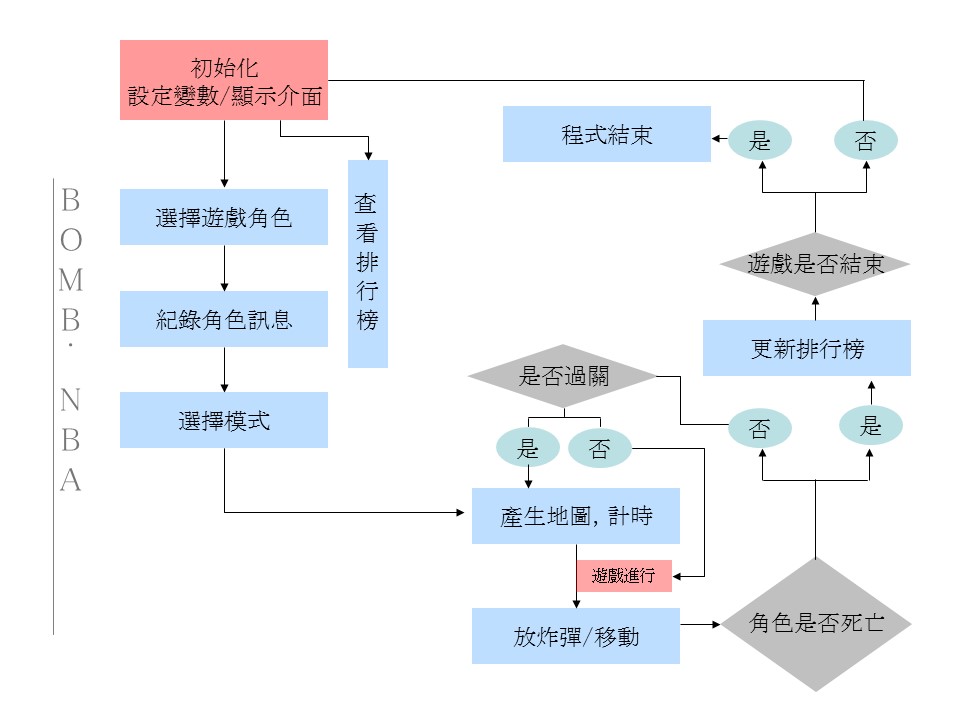 BOMB. NBA
初始化
設定變數/顯示介面
選擇遊戲角色
紀錄角色訊息
選擇模式
查看排行榜
程式結束
是
否
遊戲是否結束
更新排行榜
是否過關
是
否
否
是
產生地圖, 計時
遊戲進行
放炸彈/移動
角色是否死亡